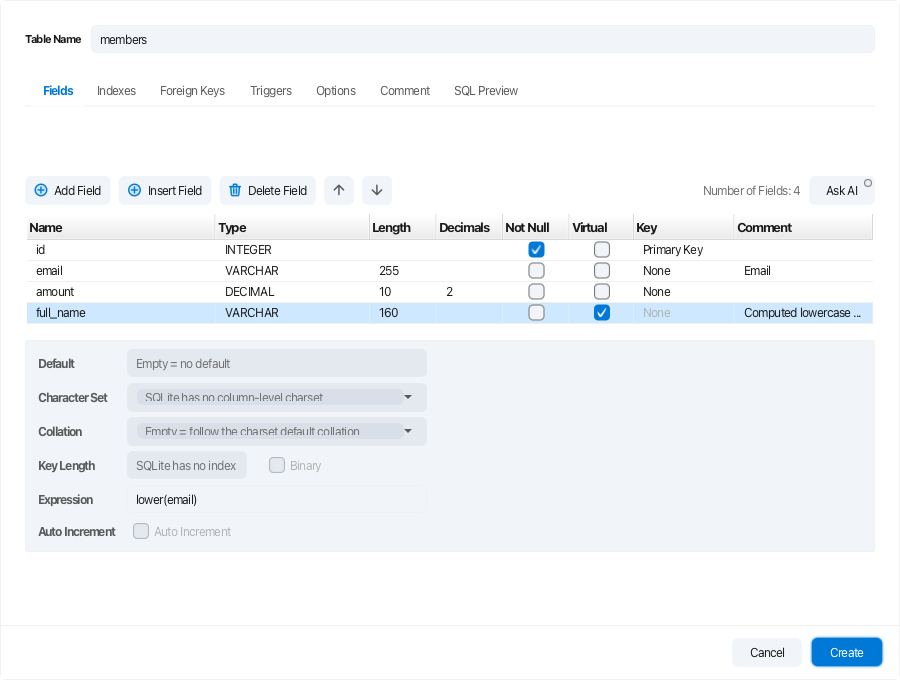 Table Name members
Fields Indexes Foreign Keys Triggers Options Comment SQL Preview
Add Field Insert Field Delete Field Number of Fields: 4 Ask AI
Name Type Length Decimals Not Null Virtual Key Comment
id INTEGER Primary Key
email VARCHAR 255 None Email
amount DECIMAL 10 2 None
full_name VARCHAR 160 None Computed lowercase ...
Default Empty = no default
Character Set SQLite has no column-level charset
Collation Empty = follow the charset default collation
Key Length SQLite has no index Binary
Expression lower(email)
Auto Increment Auto Increment
Cancel Create